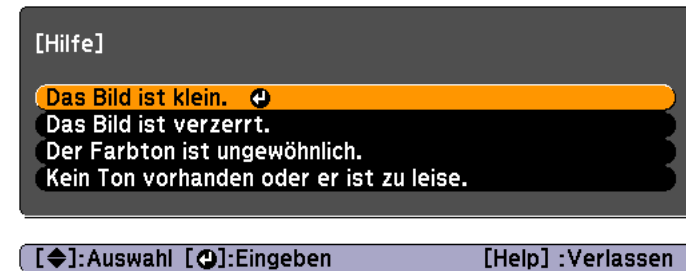 [Hilfe]
Das Bild ist klein.
Das Bild ist verzerrt.
Der Farbton ist ungewöhnlich.
Kein Ton vorhanden oder er ist zu leise.
[◆]:Auswahl [⏎]:Eingeben [Help] :Verlassen